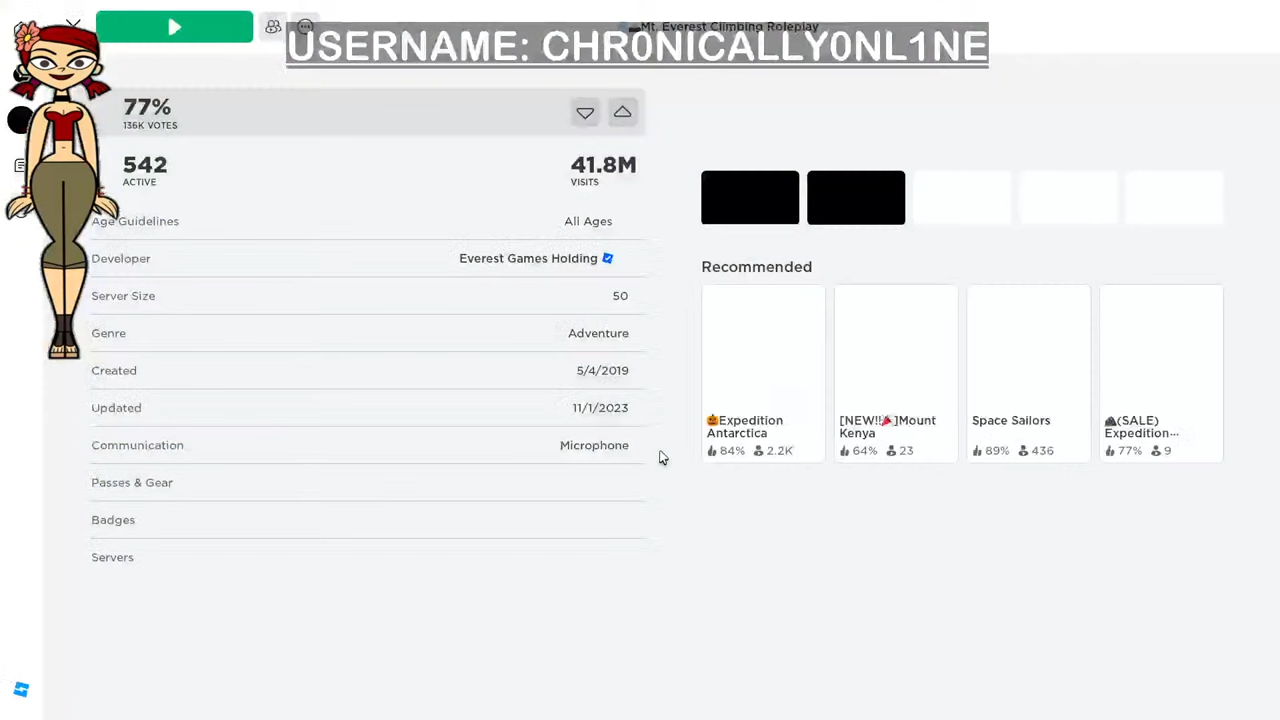 Mt. Everest Climbing Roleplay
USERNAME: CHR0NICALLY0NL1NE
77%
136K VOTES
542
ACTIVE
41.8M
VISITS
Age Guidelines All Ages
Developer Everest Games Holding
Server Size 50
Genre Adventure
Created 5/4/2019
Updated 11/1/2023
Communication Microphone
Passes & Gear
Badges
Servers
Recommended
🎃Expedition
Antarctica
84% 2.2K
[NEW!!🎉]Mount
Kenya
64% 23
Space Sailors
89% 436
(SALE)
Expedition...
77% 9